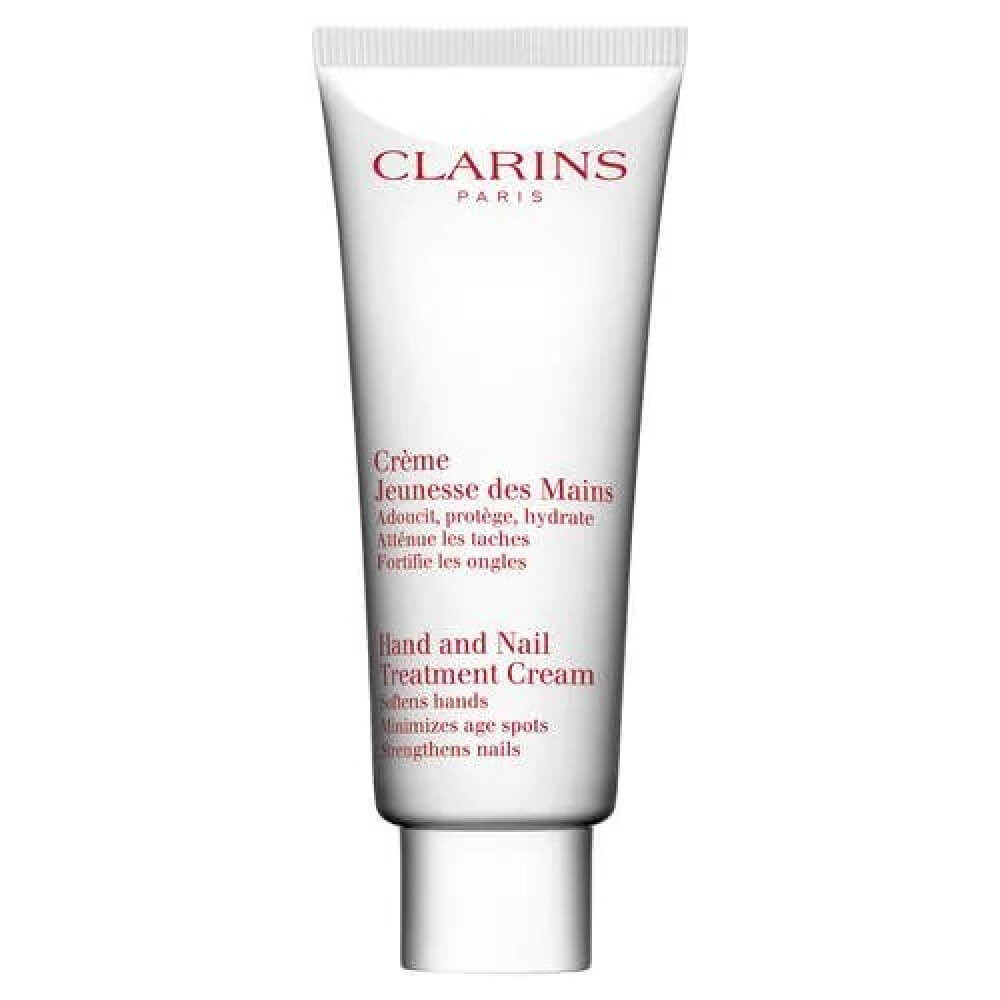 CLARINS
PARIS
Crème
Jeunesse des Mains
Adoucit, protège, hydrate
Atténue les taches
Fortifie les ongles
Hand and Nail
Treatment Cream
Softens hands
Minimizes age spots
Strengthens nails